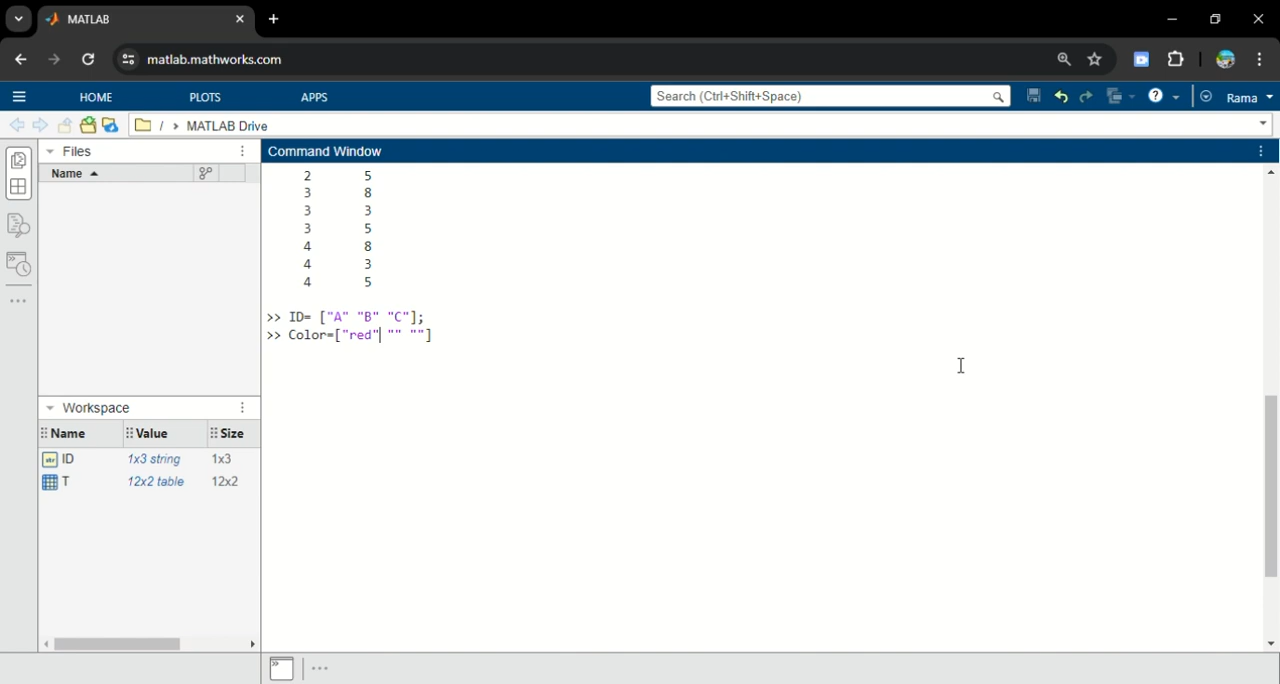 MATLAB
matlab.mathworks.com
HOME PLOTS APPS Search (Ctrl+Shift+Space) Rama
/ MATLAB Drive
Files
Name
Command Window
2 5
3 8
3 3
3 5
4 8
4 3
4 5
>> ID= ["A" "B" "C"];
>> Color=["red" "" ""]
Workspace
Name Value Size
ID 1x3 string 1x3
T 12x2 table 12x2